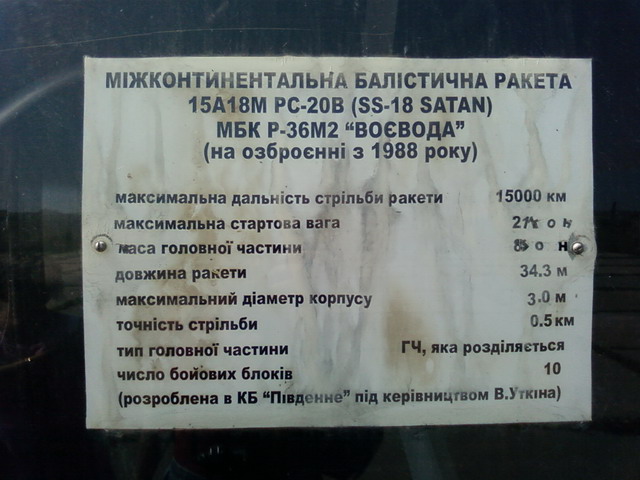 МІЖКОНТИНЕНТАЛЬНА БАЛІСТИЧНА РАКЕТА
15А18М РС-20В (SS-18 SATAN)
МБК Р-36М2 “ВОЄВОДА”
(на озброєнні з 1988 року)
максимальна дальність стрільби ракети 15000 км
максимальна стартова вага
маса головної частини
довжина ракети 34.3 м
максимальний діаметр корпусу 3.0 м
точність стрільби 0.5 км
тип головної частини ГЧ, яка розділяється
число бойових блоків 10
(розроблена в КБ “Південне” під керівництвом В.Уткіна)